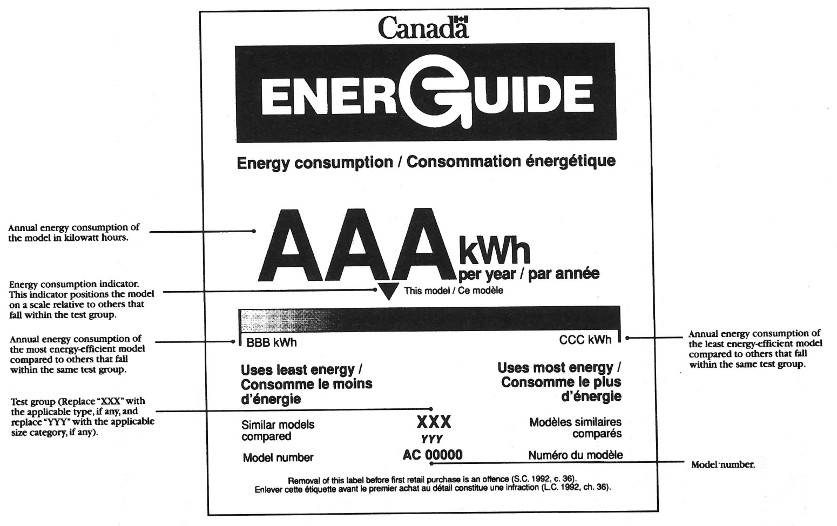 Canada
ENERGUIDE
Energy consumption / Consommation énergétique
AAA kWh
per year / par année
This model / Ce modèle
BBB kWh
CCC kWh
Uses least energy /
Consomme le moins
d'énergie
Uses most energy /
Consomme le plus
d'énergie
Similar models
compared
XXX
YYY
Modèles similaires
comparés
Model number
AC 00000
Numéro du modèle
Removal of this label before first retail purchase is an offence (S.C. 1992, c. 36).
Enlever cette étiquette avant le premier achat au détail constitue une infraction (L.C. 1992, ch. 36).
Annual energy consumption of
the model in kilowatt hours.
Energy consumption indicator.
This indicator positions the model
on a scale relative to others that
fall within the test group.
Annual energy consumption of
the most energy-efficient model
compared to others that fall
within the same test group.
Test group (Replace "XXX" with
the applicable type, if any, and
replace "YYY" with the applicable
size category, if any).
Annual energy consumption of
the least energy-efficient model
compared to others that fall
within the same test group.
Model number.